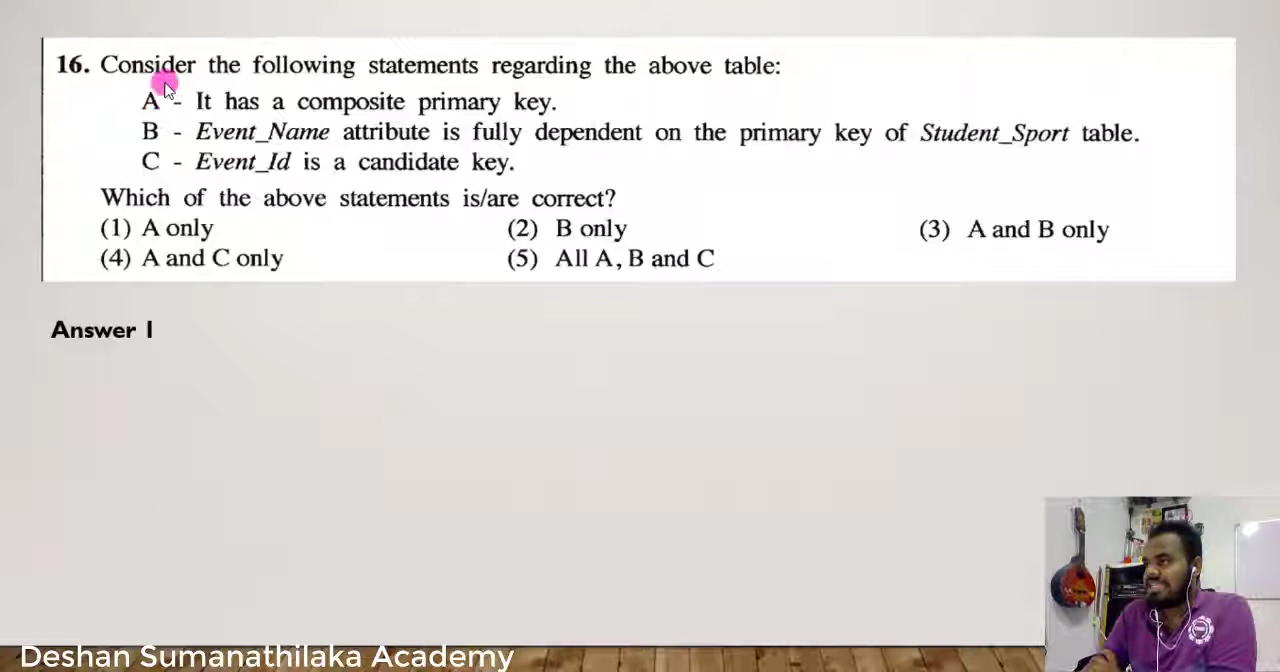 16. Consider the following statements regarding the above table:
A - It has a composite primary key.
B - Event_Name attribute is fully dependent on the primary key of Student_Sport table.
C - Event_Id is a candidate key.
Which of the above statements is/are correct?
(1) A only (2) B only (3) A and B only
(4) A and C only (5) All A, B and C
Answer 1
Deshan Sumanathilaka Academy